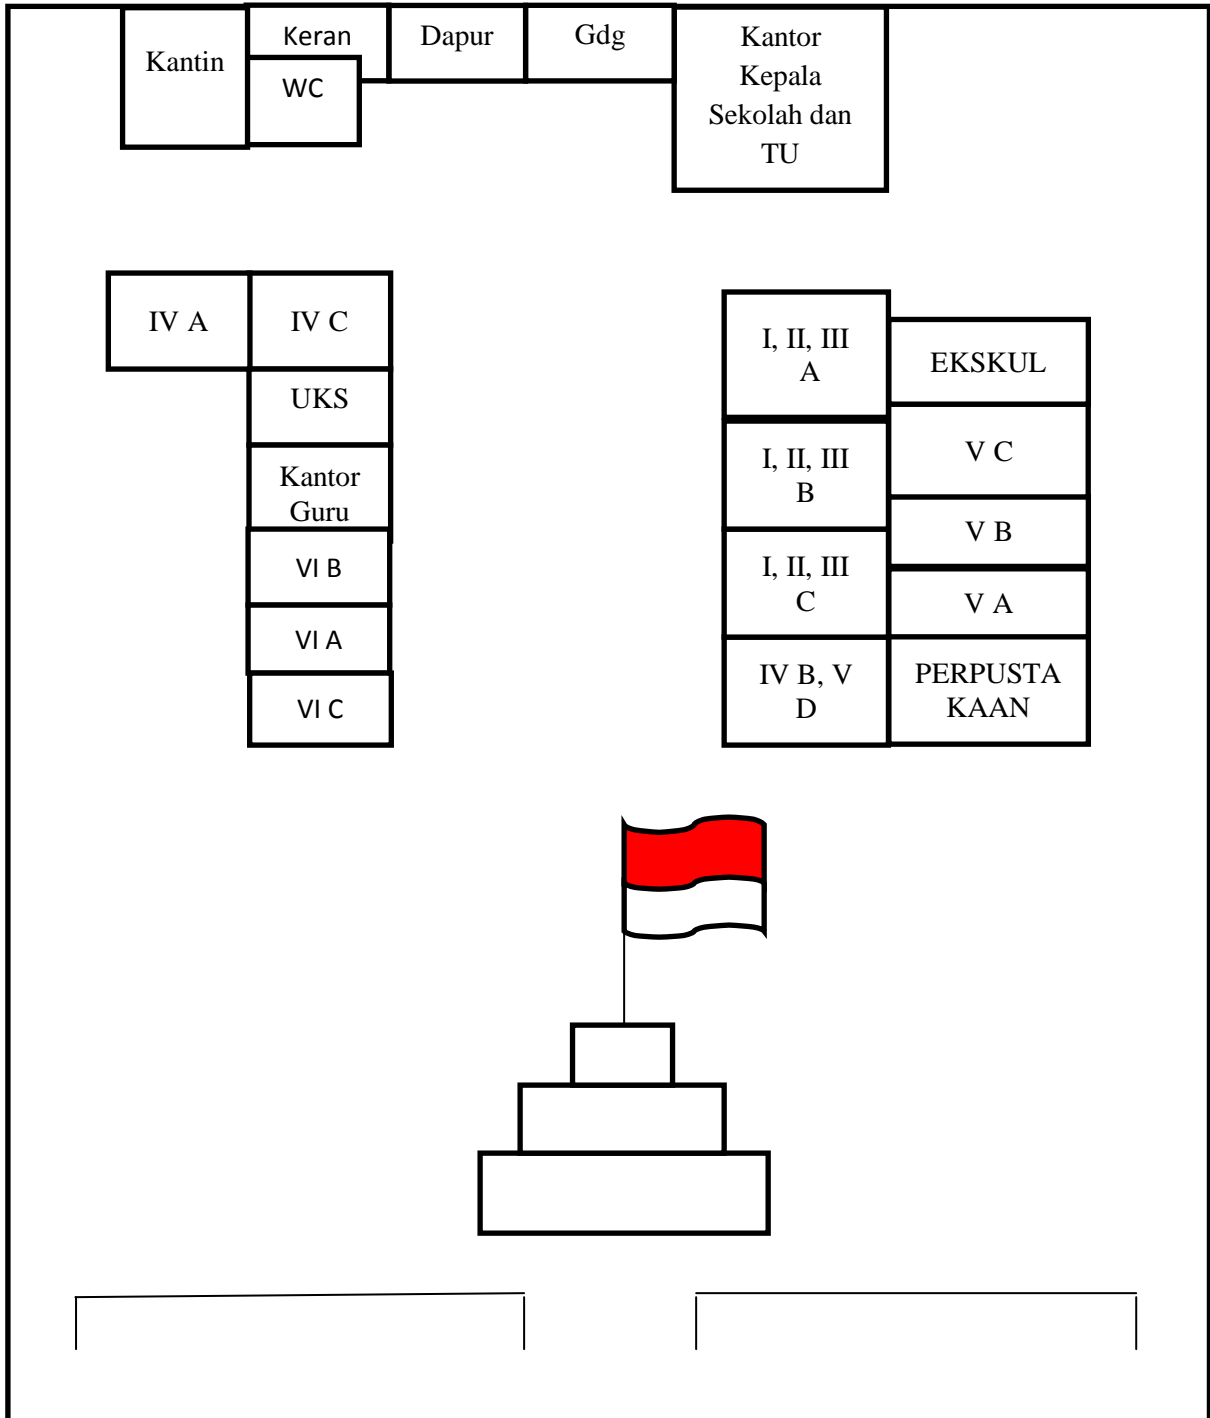 Kantin
Keran
WC
Dapur
Gdg
Kantor
Kepala
Sekolah dan
TU
IV A
IV C
UKS
Kantor
Guru
VI B
VI A
VI C
I, II, III
A
I, II, III
B
I, II, III
C
IV B, V
D
EKSKUL
V C
V B
V A
PERPUSTA
KAAN